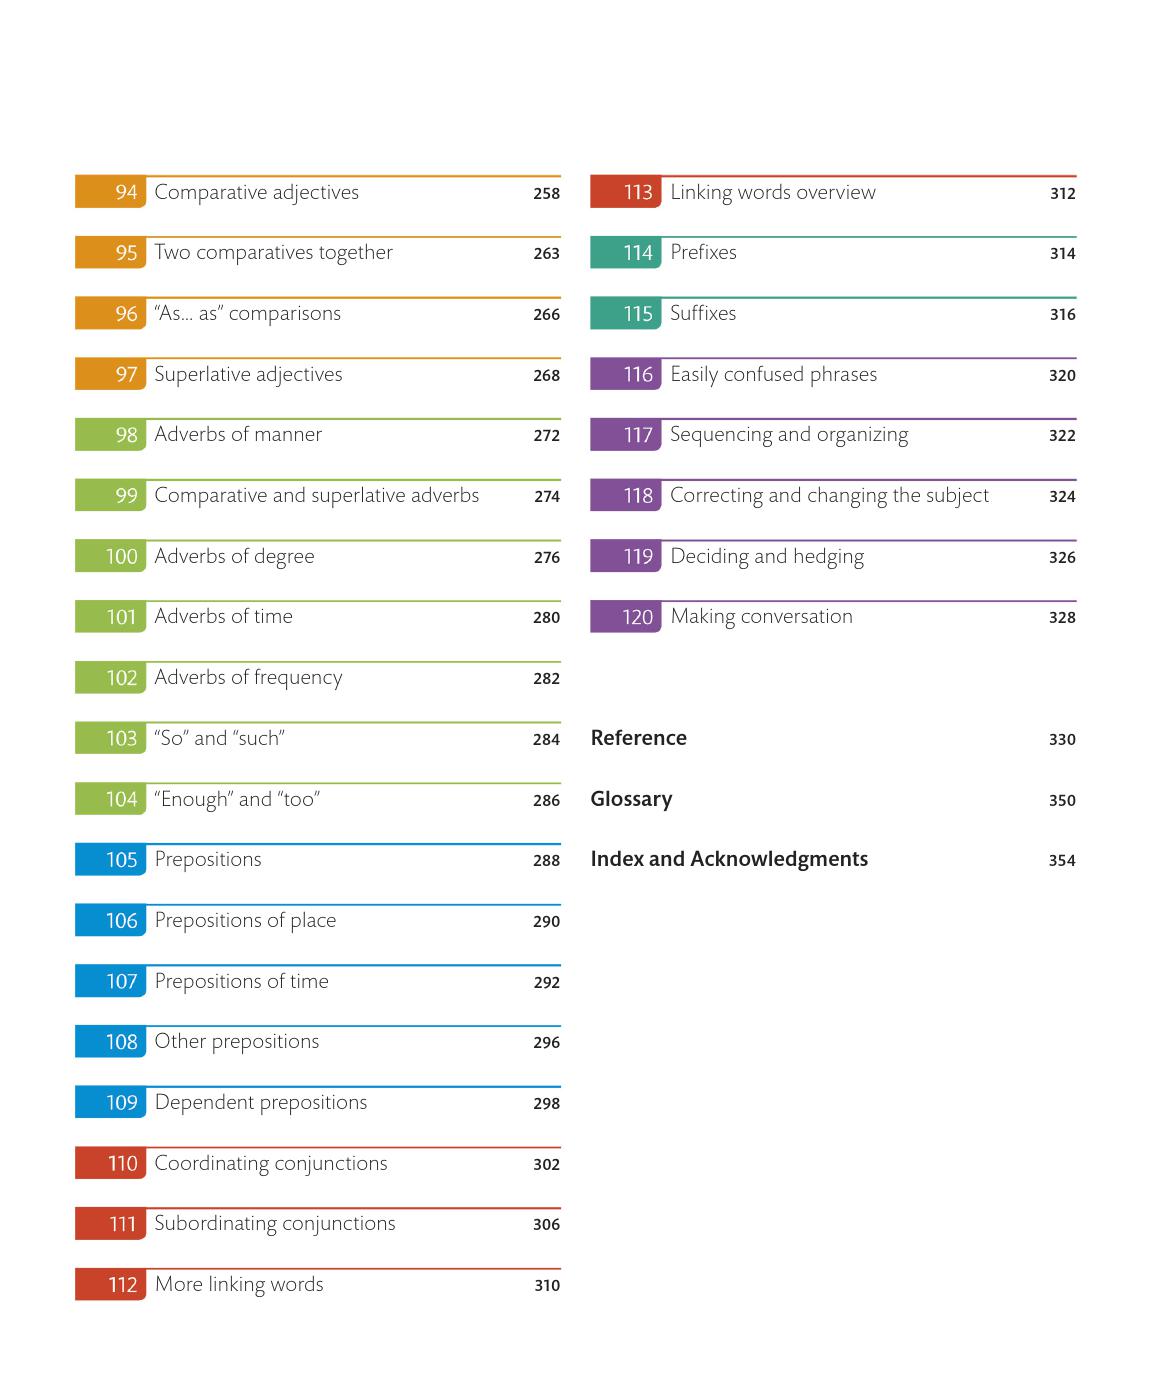 94 Comparative adjectives 258
95 Two comparatives together 263
96 “As... as” comparisons 266
97 Superlative adjectives 268
98 Adverbs of manner 272
99 Comparative and superlative adverbs 274
100 Adverbs of degree 276
101 Adverbs of time 280
102 Adverbs of frequency 282
103 “So” and “such” 284
104 “Enough” and “too” 286
105 Prepositions 288
106 Prepositions of place 290
107 Prepositions of time 292
108 Other prepositions 296
109 Dependent prepositions 298
110 Coordinating conjunctions 302
111 Subordinating conjunctions 306
112 More linking words 310
113 Linking words overview 312
114 Prefixes 314
115 Suffixes 316
116 Easily confused phrases 320
117 Sequencing and organizing 322
118 Correcting and changing the subject 324
119 Deciding and hedging 326
120 Making conversation 328
Reference 330
Glossary 350
Index and Acknowledgments 354